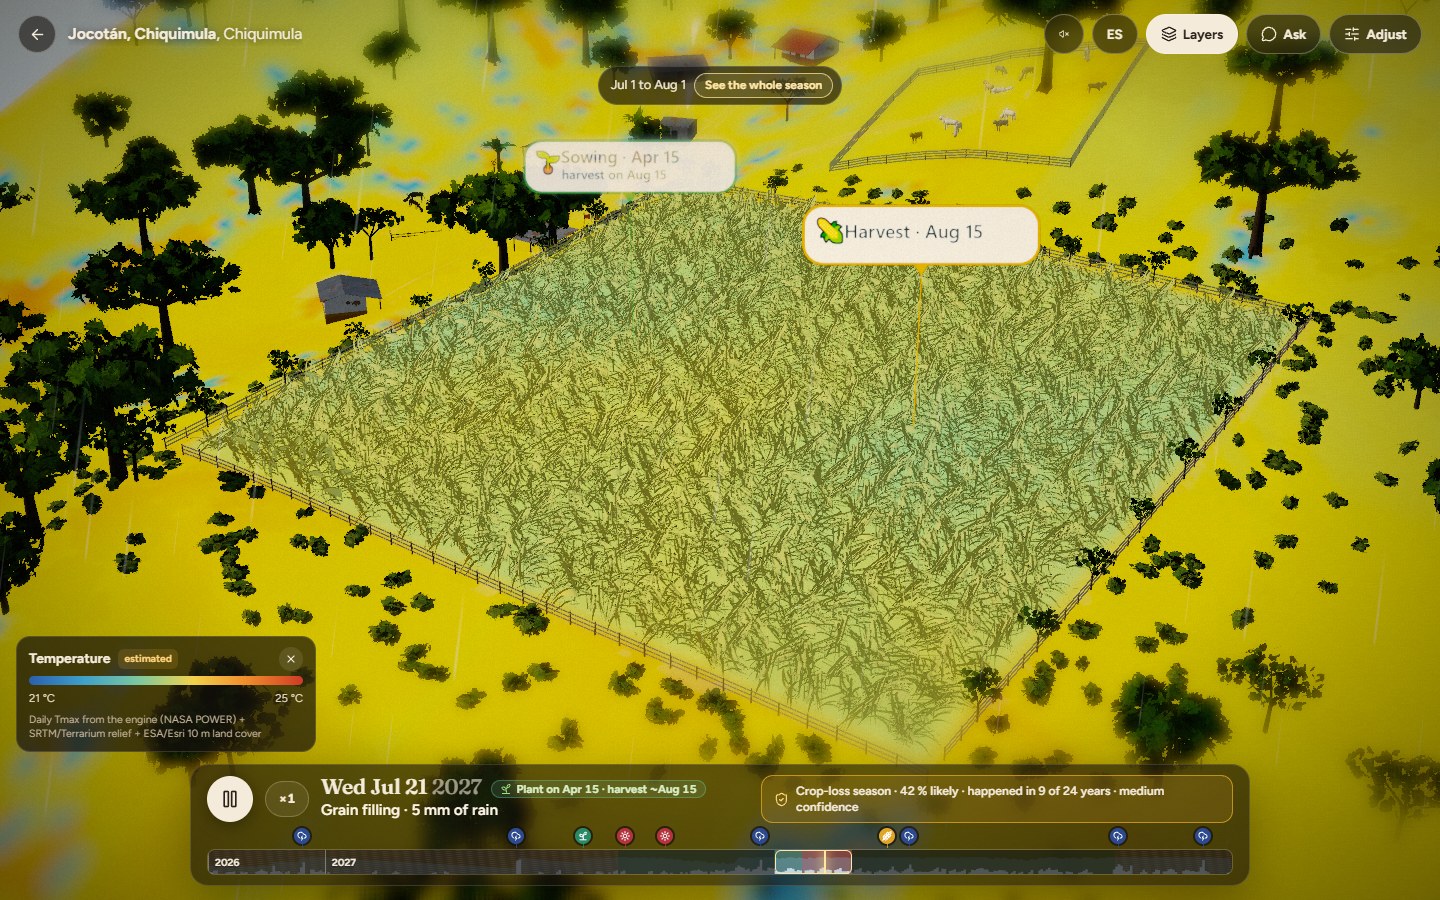 Jocotán, Chiquimula, Chiquimula
ES
Layers
Ask
Adjust
Jul 1 to Aug 1
See the whole season
Sowing · Apr 15
harvest on Aug 15
Harvest · Aug 15
Temperature
estimated
21 °C
25 °C
Daily Tmax from the engine (NASA POWER) +
SRTM/Terrarium relief + ESA/Esri 10 m land cover
×1
Wed Jul 21 2027
Plant on Apr 15 · harvest ~Aug 15
Grain filling · 5 mm of rain
Crop-loss season · 42 % likely · happened in 9 of 24 years · medium
confidence
2026
2027